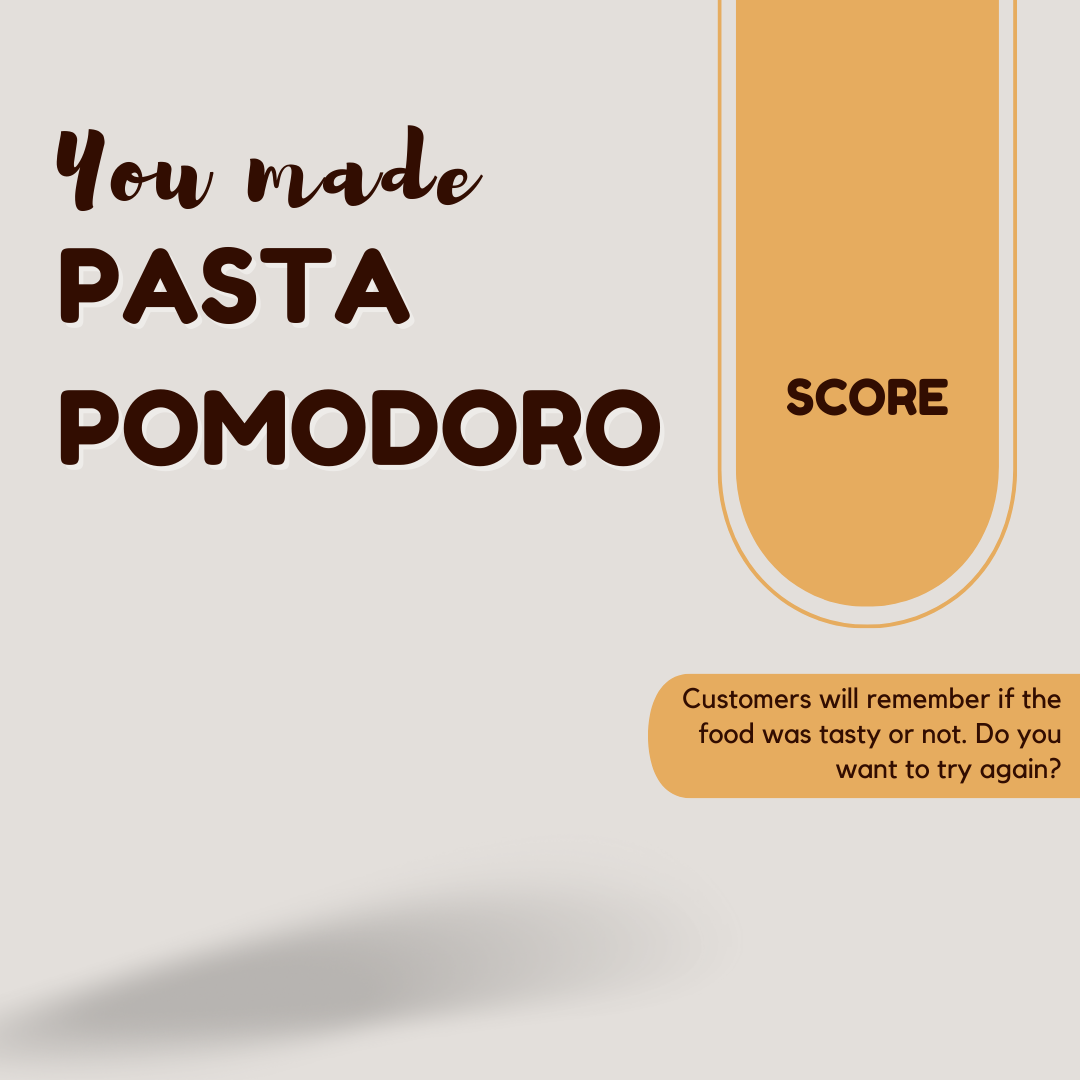 You made
PASTA
POMODORO
SCORE
Customers will remember if the
food was tasty or not. Do you
want to try again?